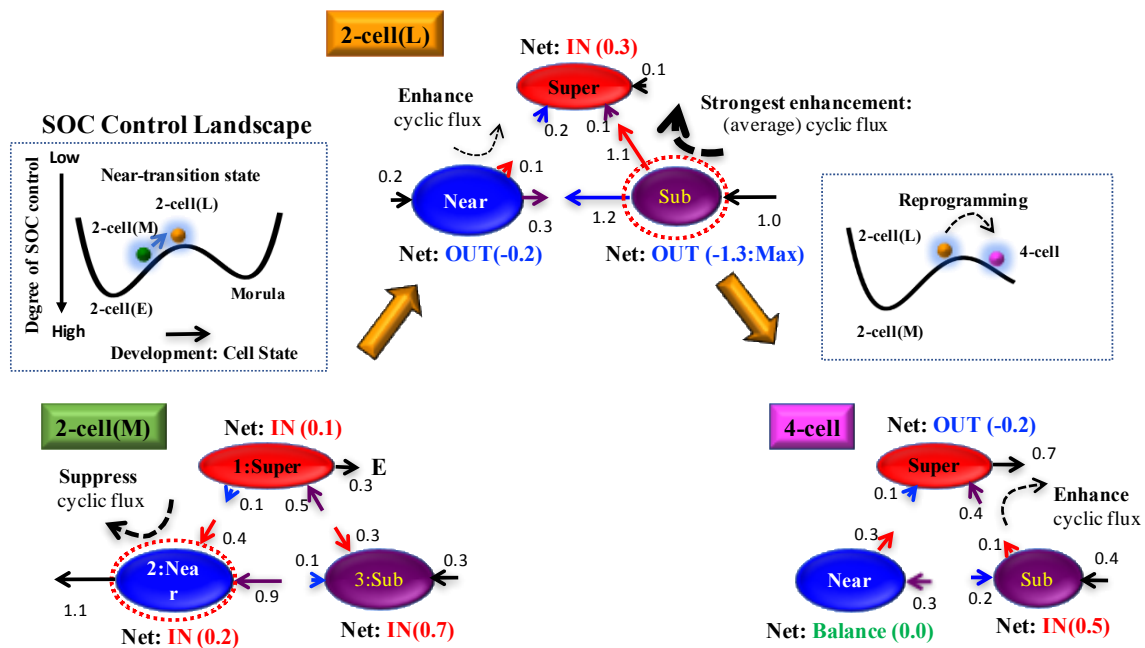 2-cell(L)
Net: IN (0.3)
Super
0.1
Enhance
cyclic flux
0.2
0.1
Strongest enhancement:
(average) cyclic flux
1.1
0.1
0.2
Near
0.3
1.2
Sub
1.0
Net: OUT(-0.2)
Net: OUT (-1.3:Max)
SOC Control Landscape
Degree of SOC control
Low
High
Near-transition state
2-cell(L)
2-cell(M)
2-cell(E)
Morula
Development: Cell State
Reprogramming
2-cell(L)
4-cell
2-cell(M)
2-cell(M)
Net: IN (0.1)
1:Super
E
0.3
Suppress
cyclic flux
0.1
0.5
0.4
0.3
2:Nea
r
0.9
1.1
0.1
3:Sub
0.3
Net: IN (0.2)
Net: IN(0.7)
4-cell
Net: OUT (-0.2)
Super
0.7
0.1
0.4
Enhance
cyclic flux
0.3
0.1
Near
0.3
0.2
Sub
0.4
Net: Balance (0.0)
Net: IN(0.5)